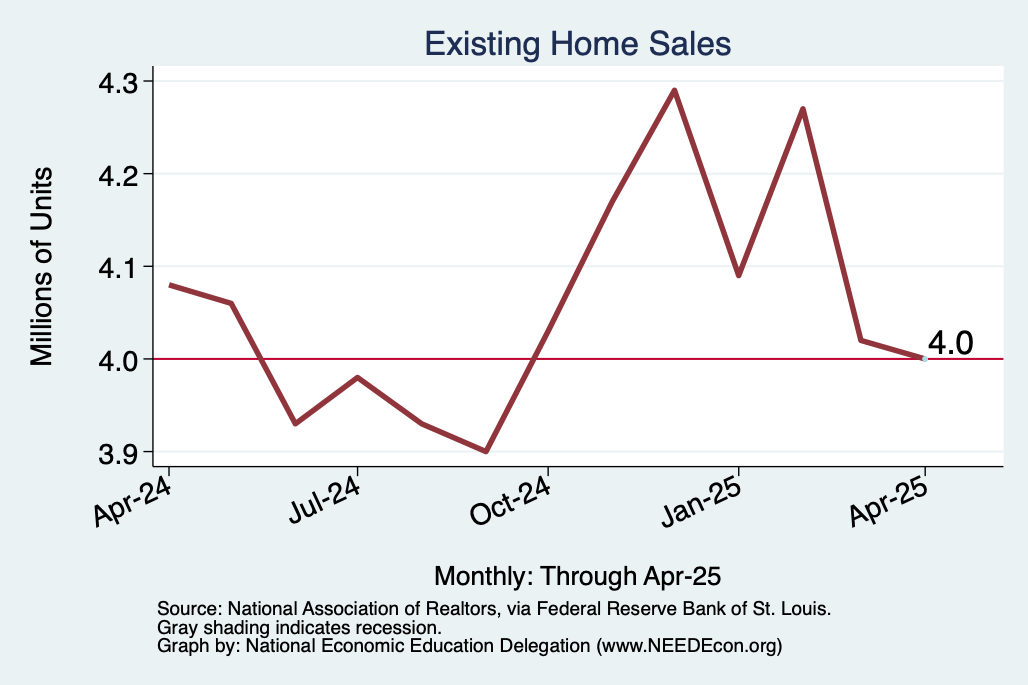 Existing Home Sales
Millions of Units
4.3
4.2
4.1
4.0
3.9
4.0
Apr-24
Jul-24
Oct-24
Jan-25
Apr-25
Monthly: Through Apr-25
Source: National Association of Realtors, via Federal Reserve Bank of St. Louis.
Gray shading indicates recession.
Graph by: National Economic Education Delegation (www.NEEDEcon.org)